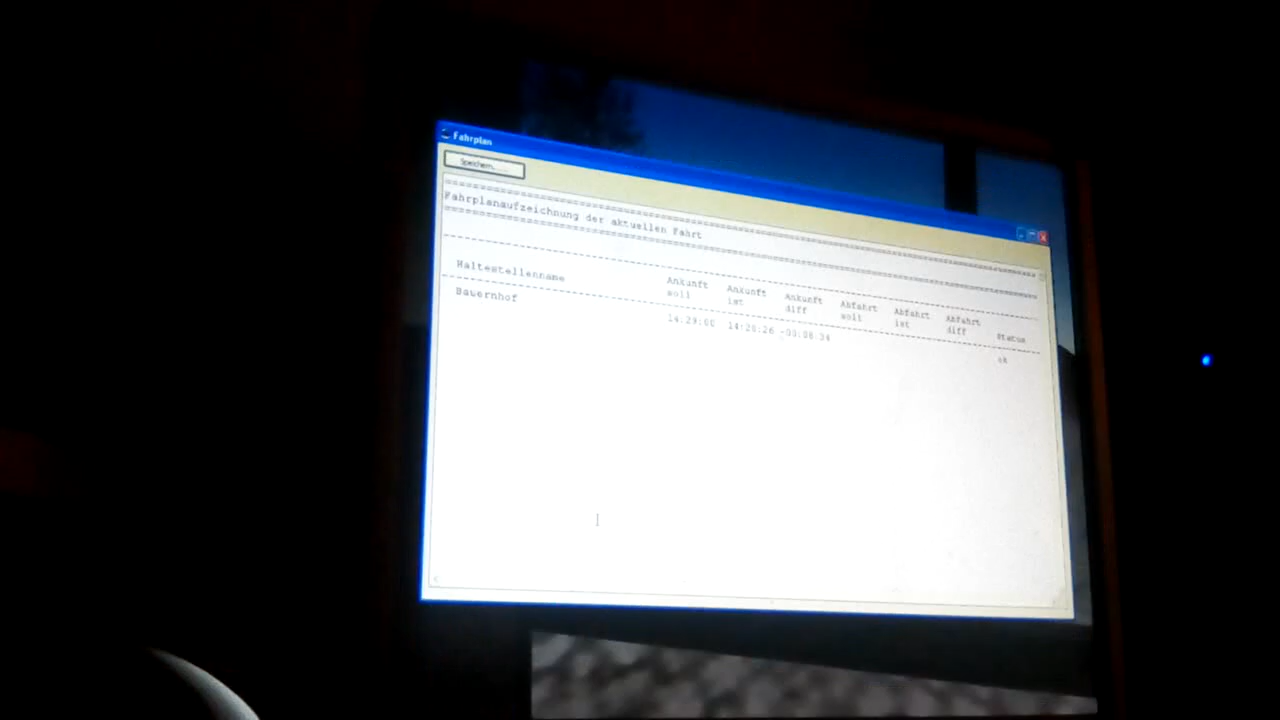 Fahrplan
Speichern...
Fahrplanaufzeichnung der aktuellen Fahrt
Haltestellenname Ankunft soll Ankunft ist Ankunft diff Abfahrt soll Abfahrt ist Abfahrt diff Status
Bauernhof 14:29:00 14:20:26 -00:08:34 ok